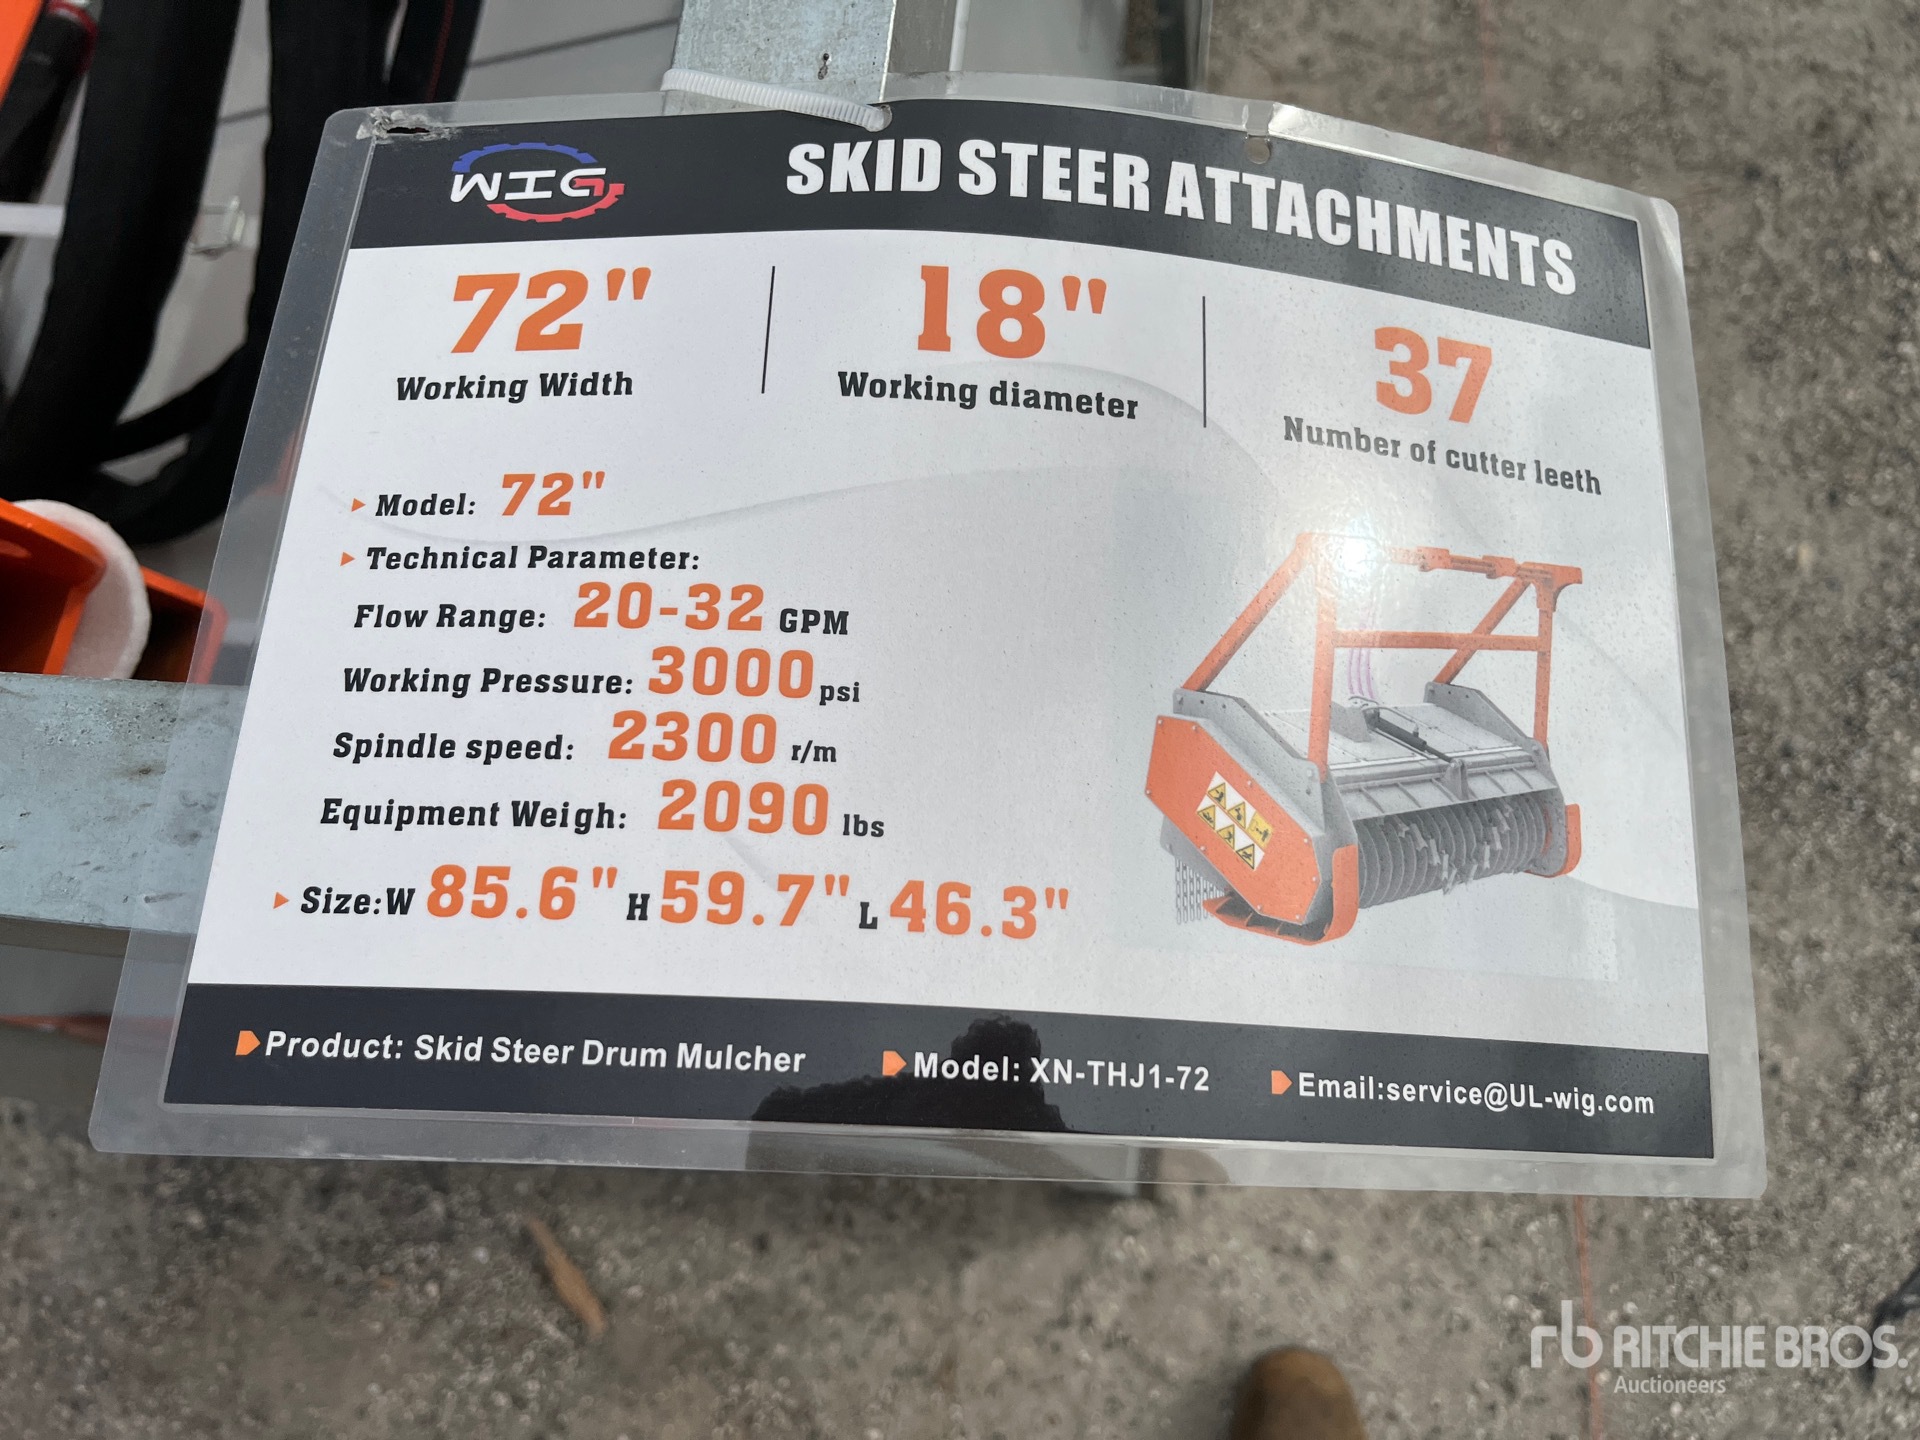 WIG
SKID STEER ATTACHMENTS
72"
Working Width
18"
Working diameter
37
Number of cutter leeth
Model: 72"
Technical Parameter:
Flow Range: 20-32 GPM
Working Pressure: 3000 psi
Spindle speed: 2300 r/m
Equipment Weigh: 2090 lbs
Size:W 85.6" H 59.7" L 46.3"
Product: Skid Steer Drum Mulcher
Model: XN-THJ1-72
Email:service@UL-wig.com
rb RITCHIE BROS.
Auctioneers